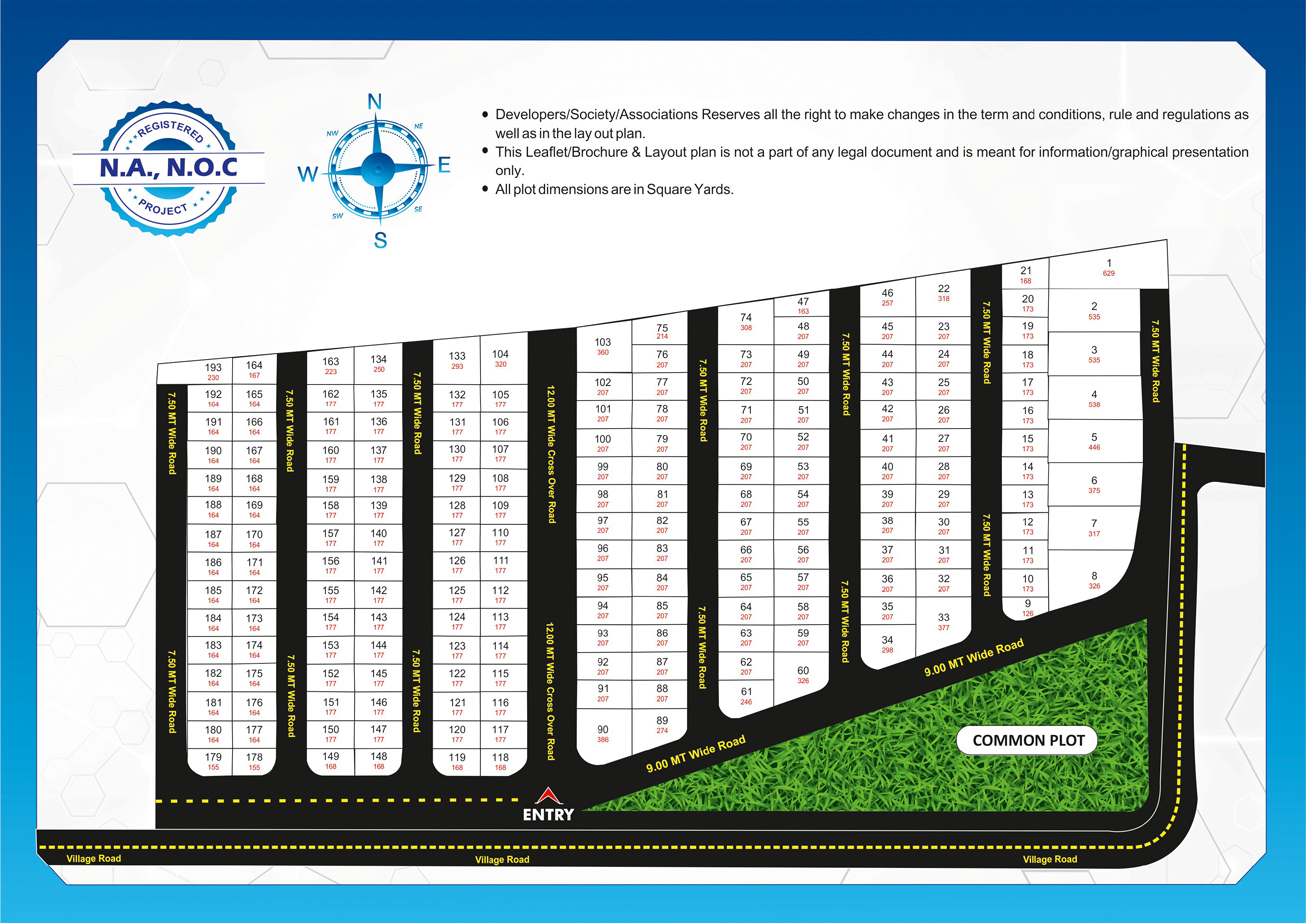 REGISTERED
N.A., N.O.C
PROJECT
N
NW
NE
W
E
SW
SE
S
• Developers/Society/Associations Reserves all the right to make changes in the term and conditions, rule and regulations as
well as in the lay out plan.
• This Leaflet/Brochure & Layout plan is not a part of any legal document and is meant for information/graphical presentation
only.
• All plot dimensions are in Square Yards.
7.50 MT Wide Road
7.50 MT Wide Road
193 230 164 167
192 164 165 164
191 164 166 164
190 164 167 164
189 164 168 164
188 164 169 164
187 164 170 164
186 164 171 164
185 164 172 164
184 164 173 164
183 164 174 164
182 164 175 164
181 164 176 164
180 164 177 164
179 155 178 155
7.50 MT Wide Road
7.50 MT Wide Road
163 223 134 250
162 177 135 177
161 177 136 177
160 177 137 177
159 177 138 177
158 177 139 177
157 177 140 177
156 177 141 177
155 177 142 177
154 177 143 177
153 177 144 177
152 177 145 177
151 177 146 177
150 177 147 177
149 168 148 168
7.50 MT Wide Road
7.50 MT Wide Road
133 293 104 320
132 177 105 177
131 177 106 177
130 177 107 177
129 177 108 177
128 177 109 177
127 177 110 177
126 177 111 177
125 177 112 177
124 177 113 177
123 177 114 177
122 177 115 177
121 177 116 177
120 177 117 177
119 168 118 168
12.00 MT Wide Cross Over Road
12.00 MT Wide Cross Over Road
103 360 75 214
76 207
102 207 77 207
101 207 78 207
100 207 79 207
99 207 80 207
98 207 81 207
97 207 82 207
96 207 83 207
95 207 84 207
94 207 85 207
93 207 86 207
92 207 87 207
91 207 88 207
90 386 89 274
7.50 MT Wide Road
7.50 MT Wide Road
74 308 47 163
48 207
73 207 49 207
72 207 50 207
71 207 51 207
70 207 52 207
69 207 53 207
68 207 54 207
67 207 55 207
66 207 56 207
65 207 57 207
64 207 58 207
63 207 59 207
62 207 60 326
61 246
7.50 MT Wide Road
7.50 MT Wide Road
46 257 22 318
45 207 23 207
44 207 24 207
43 207 25 207
42 207 26 207
41 207 27 207
40 207 28 207
39 207 29 207
38 207 30 207
37 207 31 207
36 207 32 207
35 207 33 377
34 298
7.50 MT Wide Road
7.50 MT Wide Road
21 168
20 173
19 173
18 173
17 173
16 173
15 173
14 173
13 173
12 173
11 173
10 173
9 126
1 629
2 535
3 535
4 538
5 446
6 375
7 317
8 326
7.50 MT Wide Road
9.00 MT Wide Road
9.00 MT Wide Road
COMMON PLOT
ENTRY
Village Road
Village Road
Village Road